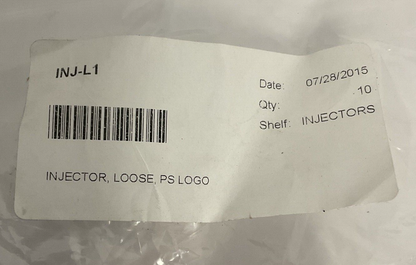 INJ-L1
Date: 07/28/2015
Qty: 10
Shelf: INJECTORS
INJECTOR, LOOSE, PS LOGO